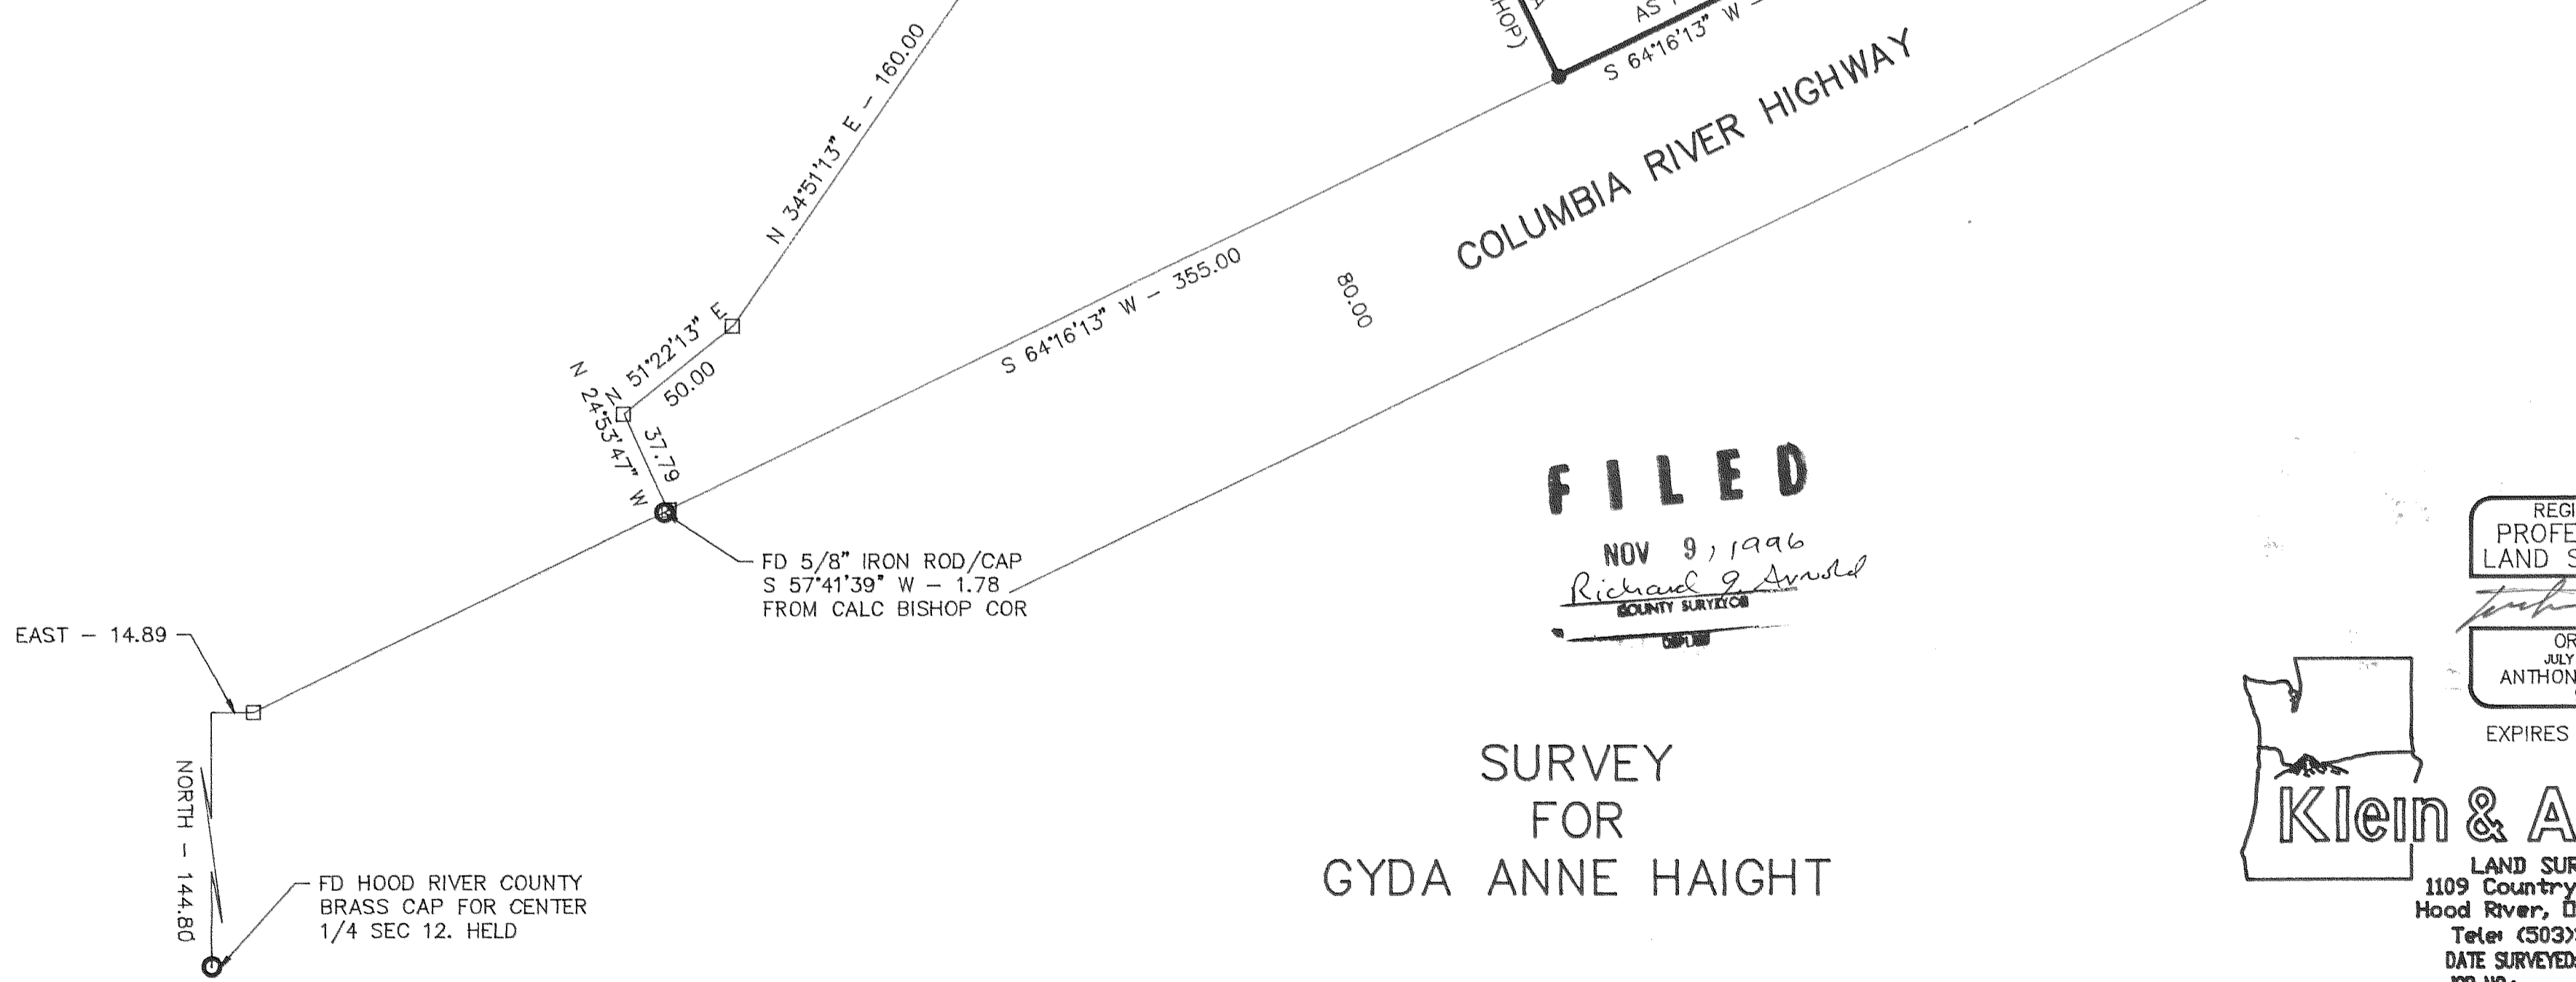 N 34°51'13" E – 160.00
HOP)
AS
S 64°16'13" W –
COLUMBIA RIVER HIGHWAY
S 64°16'13" W – 355.00
80.00
N 51°22'13" E
50.00
N 24°53'47" W
37.79
FD 5/8" IRON ROD/CAP
S 57°41'39" W – 1.78
FROM CALC BISHOP COR
FILED
NOV 9, 1996
Richard J. Arnold
COUNTY SURVEYOR
EAST – 14.89
NORTH – 144.80
FD HOOD RIVER COUNTY
BRASS CAP FOR CENTER
1/4 SEC 12. HELD
SURVEY
FOR
GYDA ANNE HAIGHT
REGI
PROFE
LAND S
OR
JULY
ANTHON
EXPIRES
Klein & A
LAND SUR
1109 Country
Hood River, O
Tele: (503)
DATE SURVEYED:
JOB NO.: